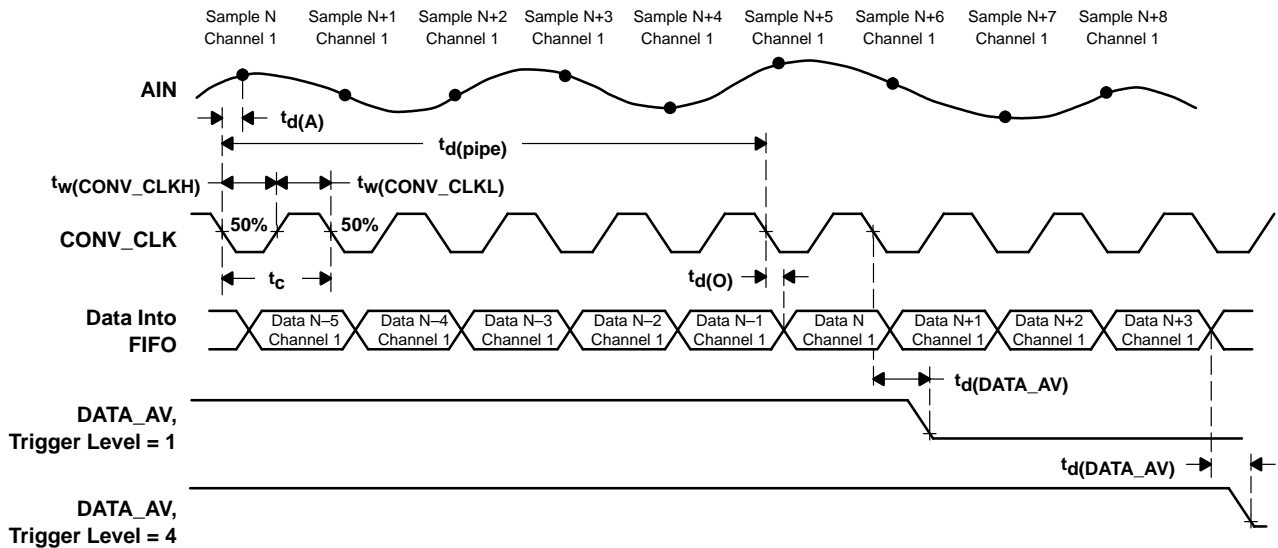 Sample N
Channel 1
Sample N+1
Channel 1
Sample N+2
Channel 1
Sample N+3
Channel 1
Sample N+4
Channel 1
Sample N+5
Channel 1
Sample N+6
Channel 1
Sample N+7
Channel 1
Sample N+8
Channel 1
AIN
td(A)
td(pipe)
tw(CONV_CLKH)
tw(CONV_CLKL)
50%
50%
CONV_CLK
tc
td(O)
Data Into
FIFO
Data N–5
Channel 1
Data N–4
Channel 1
Data N–3
Channel 1
Data N–2
Channel 1
Data N–1
Channel 1
Data N
Channel 1
Data N+1
Channel 1
Data N+2
Channel 1
Data N+3
Channel 1
td(DATA_AV)
DATA_AV,
Trigger Level = 1
td(DATA_AV)
DATA_AV,
Trigger Level = 4